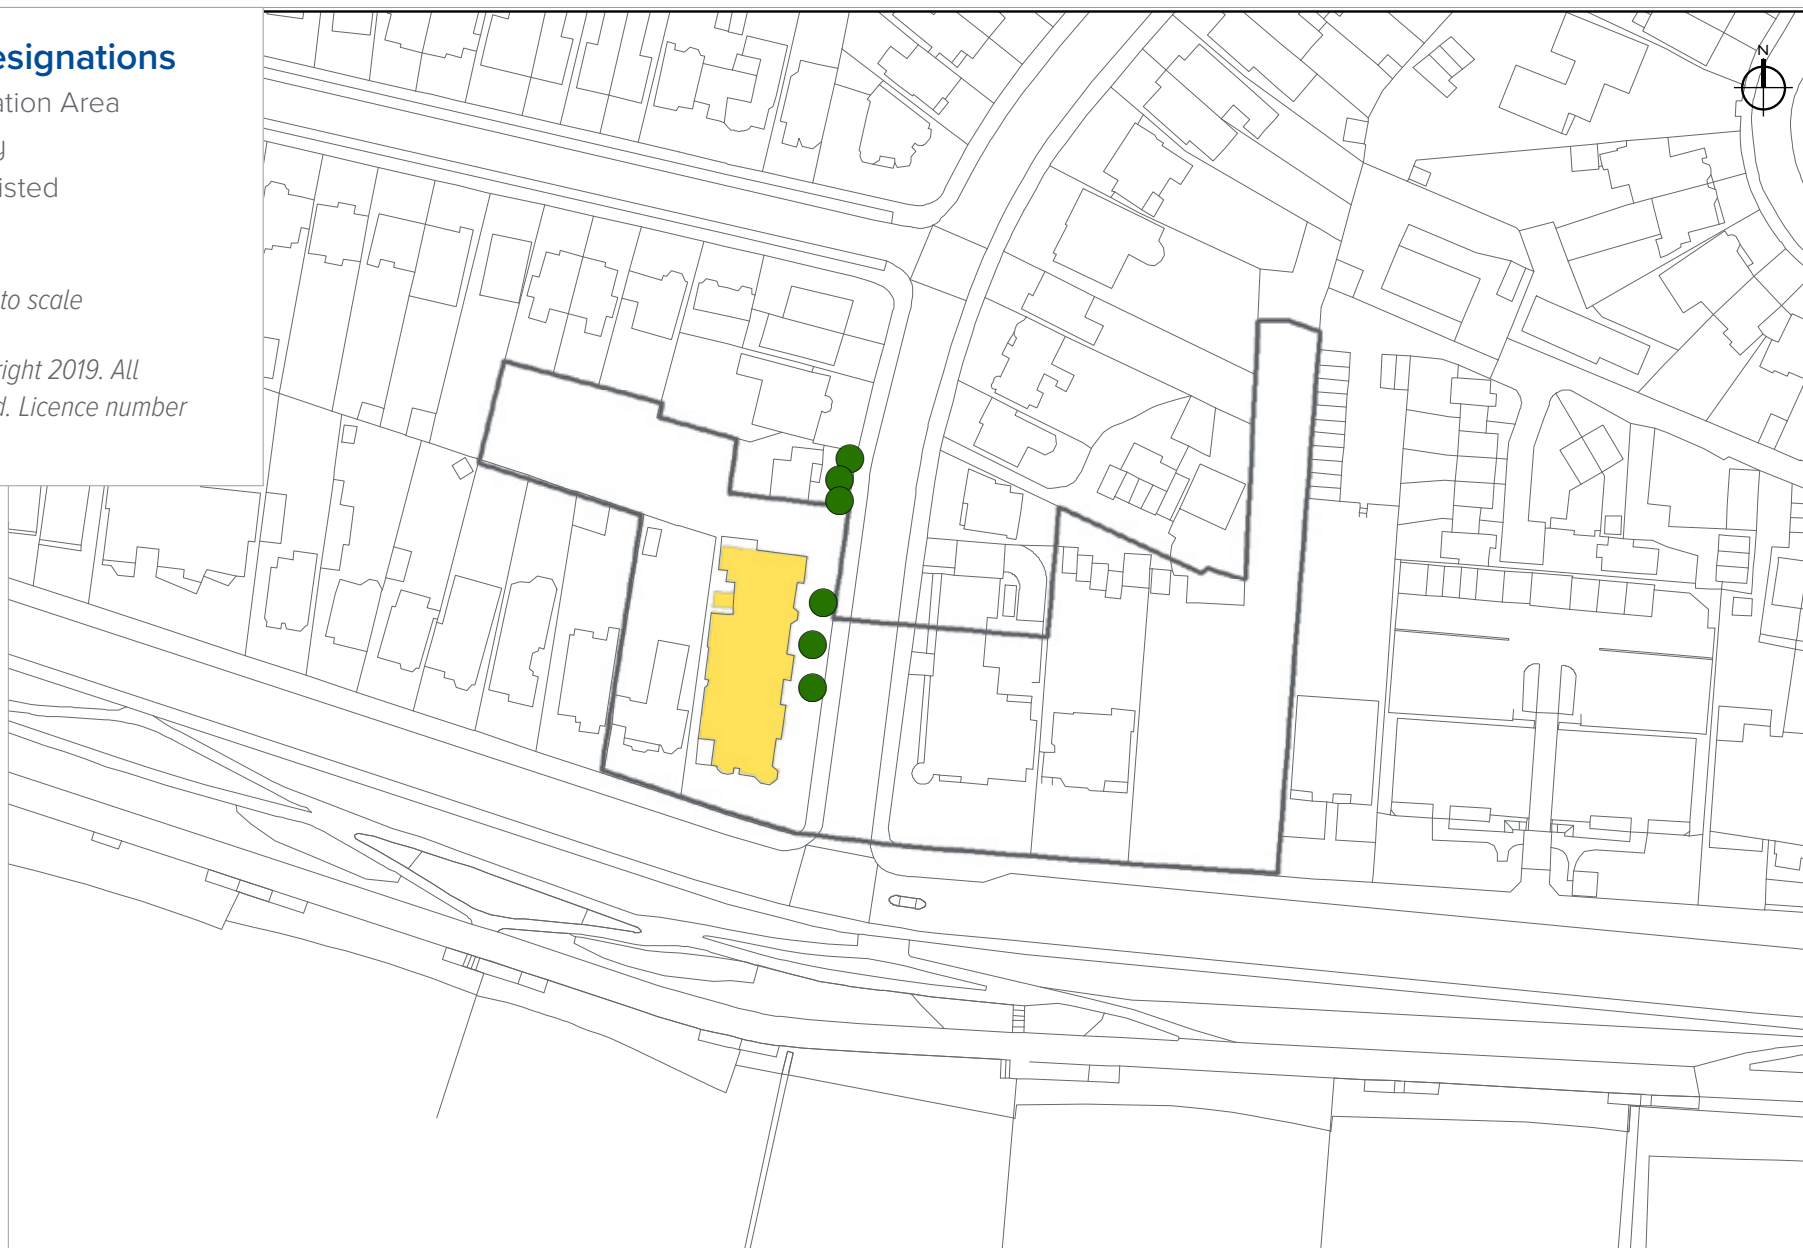 esignations
ation Area
y
isted
to scale
right 2019. All
d. Licence number
N